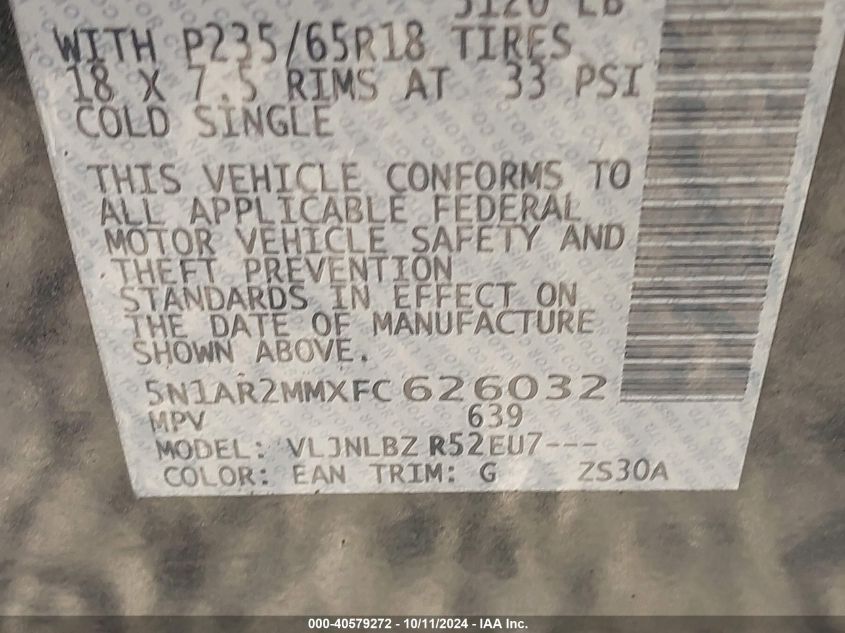 3120 LB
WITH P235/65R18 TIRES
18 X 7.5 RIMS AT 33 PSI
COLD SINGLE
THIS VEHICLE CONFORMS TO
ALL APPLICABLE FEDERAL
MOTOR VEHICLE SAFETY AND
THEFT PREVENTION
STANDARDS IN EFFECT ON
THE DATE OF MANUFACTURE
SHOWN ABOVE.
5N1AR2MMXFC626032
MPV 639
MODEL: VLJNLBZ R52EU7---
COLOR: EAN TRIM: G ZS30A
000-40579272 - 10/11/2024 - IAA Inc.